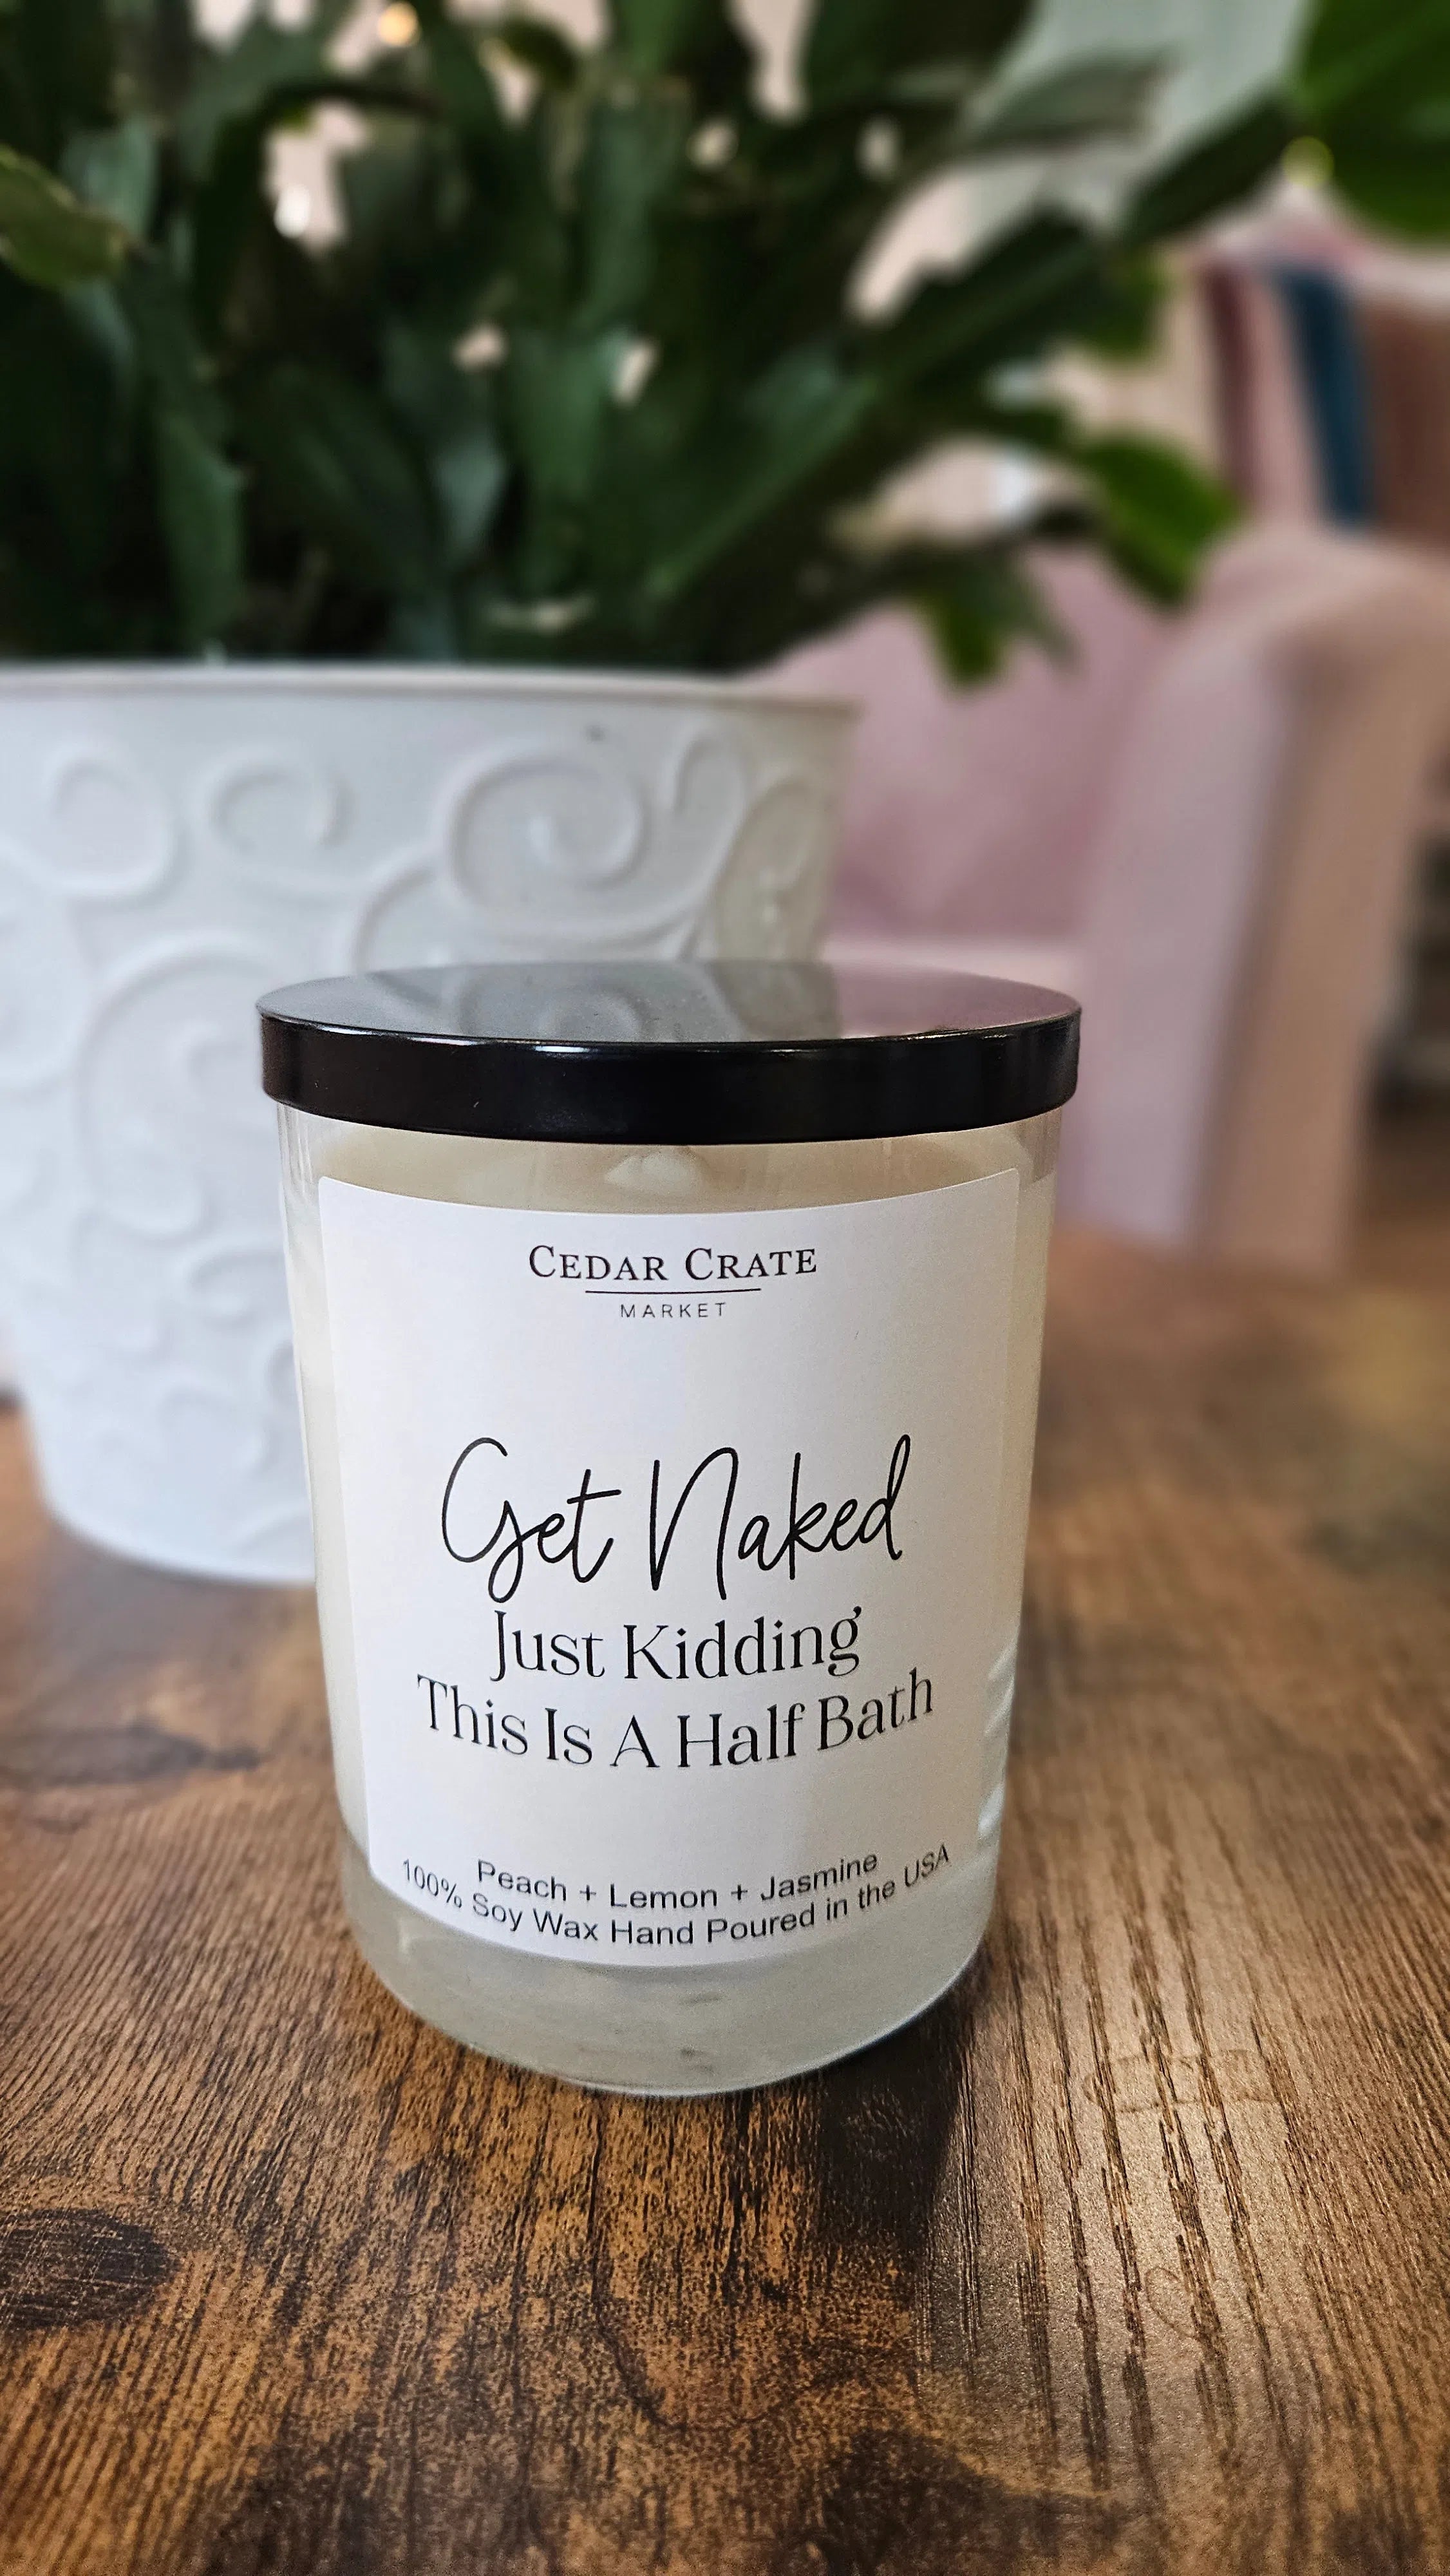 CEDAR CRATE
MARKET
Get Naked
Just Kidding
This Is A Half Bath
Peach + Lemon + Jasmine
100% Soy Wax Hand Poured in the USA